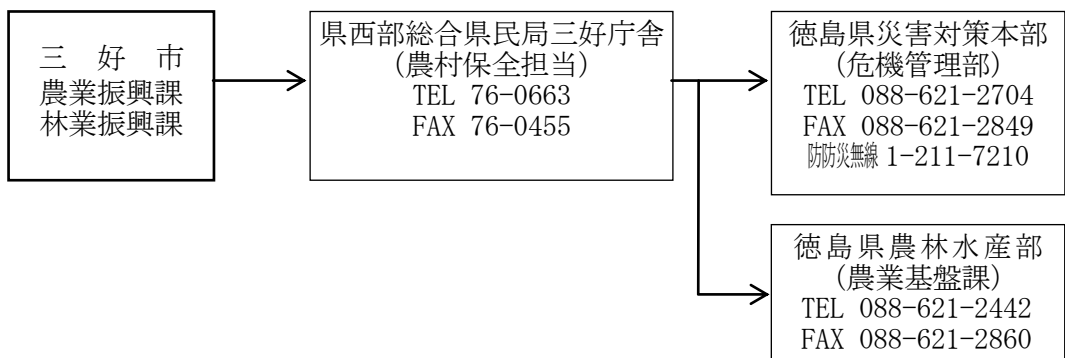 三好市
農業振興課
林業振興課
県西部総合県民局三好庁舎
(農村保全担当)
TEL 76-0663
FAX 76-0455
徳島県災害対策本部
(危機管理部)
TEL 088-621-2704
FAX 088-621-2849
防防災無線 1-211-7210
徳島県農林水産部
(農業基盤課)
TEL 088-621-2442
FAX 088-621-2860